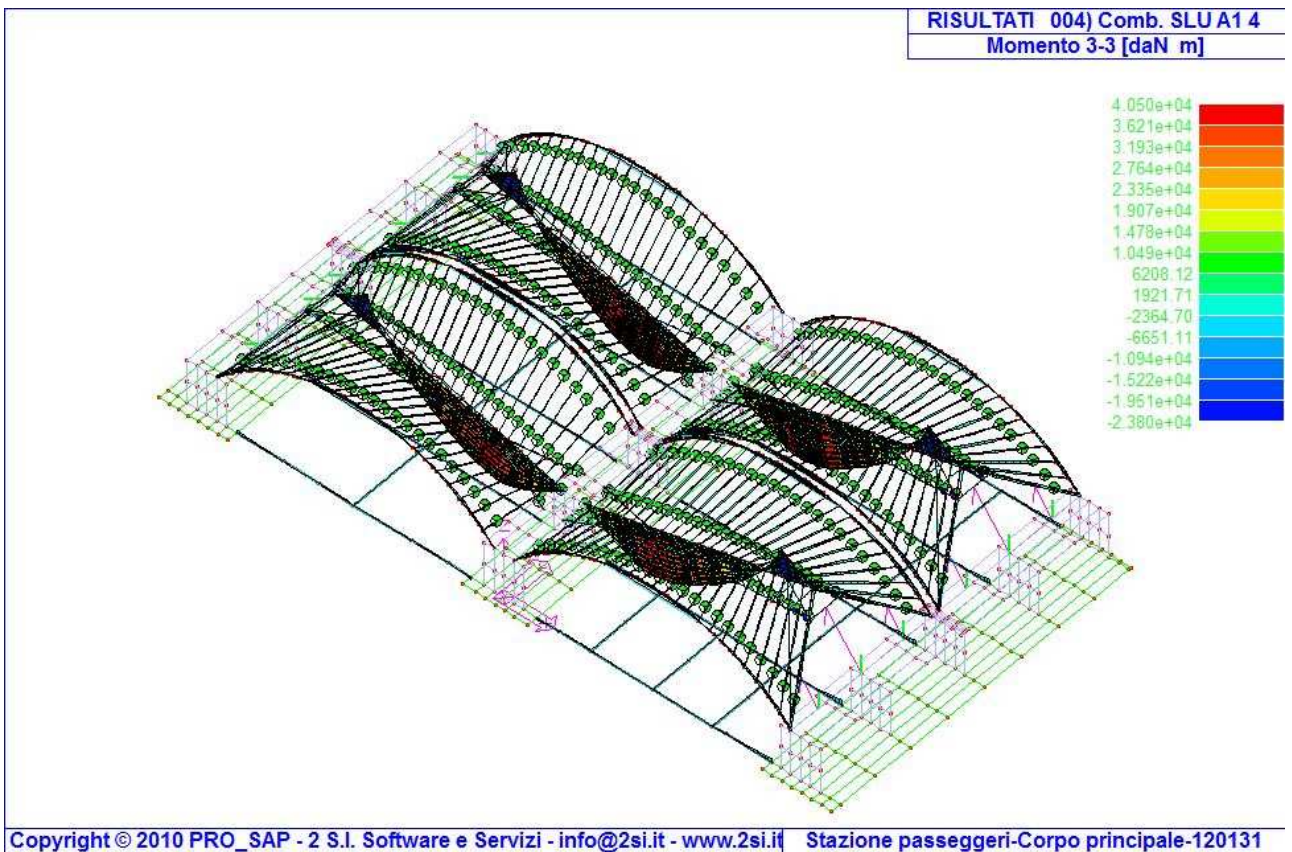 RISULTATI 004) Comb. SLU A1 4
Momento 3-3 [daN m]
4.050e+04
3.621e+04
3.193e+04
2.764e+04
2.335e+04
1.907e+04
1.478e+04
1.049e+04
6208.12
1921.71
-2364.70
-6651.11
-1.094e+04
-1.522e+04
-1.951e+04
-2.380e+04
Copyright © 2010 PRO_SAP - 2 S.I. Software e Servizi - info@2si.it - www.2si.it
Stazione passeggeri-Corpo principale-120131